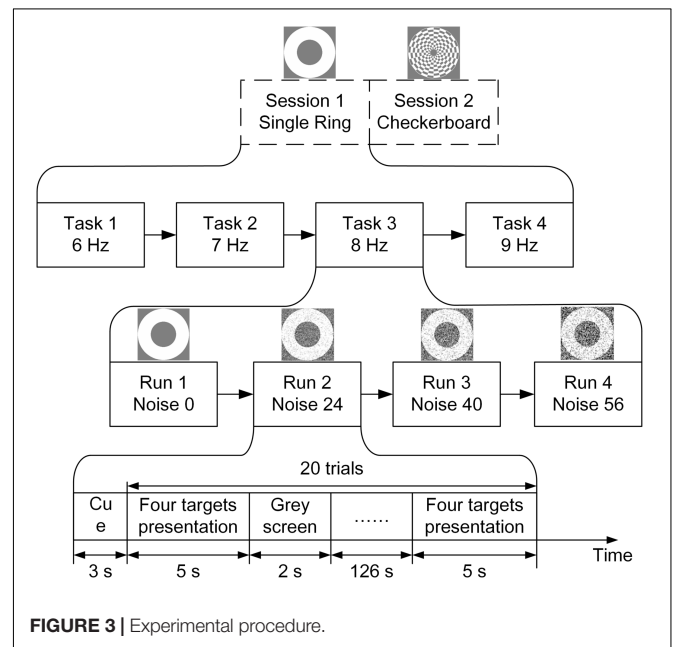 Session 1
Single Ring
Session 2
Checkerboard
Task 1
6 Hz
Task 2
7 Hz
Task 3
8 Hz
Task 4
9 Hz
Run 1
Noise 0
Run 2
Noise 24
Run 3
Noise 40
Run 4
Noise 56
20 trials
Cu
e
Four targets
presentation
Grey
screen
......
Four targets
presentation
Time
3 s
5 s
2 s
126 s
5 s
FIGURE 3 | Experimental procedure.